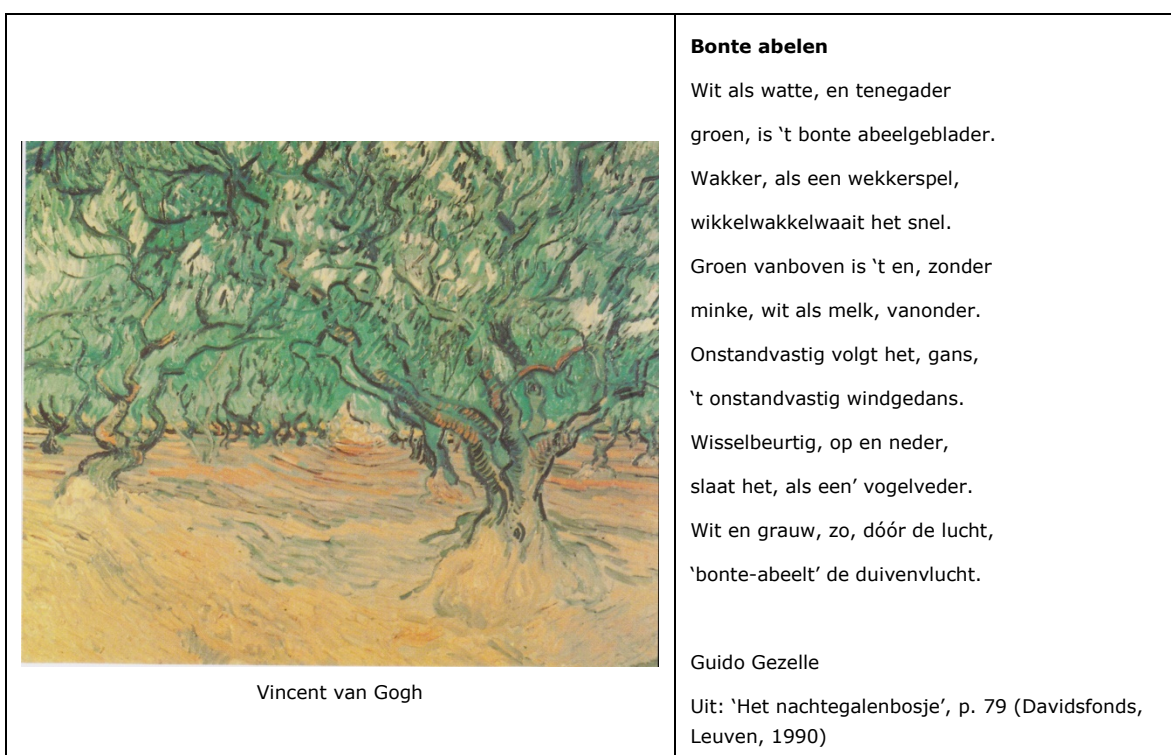 Vincent van Gogh
Bonte abelen
Wit als watte, en tenegader
groen, is ‘t bonte abeelgeblader.
Wakker, als een wekkerspel,
wikkelwakkelwaait het snel.
Groen vanboven is ‘t en, zonder
minke, wit als melk, vanonder.
Onstandvastig volgt het, gans,
‘t onstandvastig windgedans.
Wisselbeurtig, op en neder,
slaat het, als een’ vogelveder.
Wit en grauw, zo, dóór de lucht,
‘bonte-abeelt’ de duivenvlucht.
Guido Gezelle
Uit: ‘Het nachtegalenbosje’, p. 79 (Davidsfonds,
Leuven, 1990)